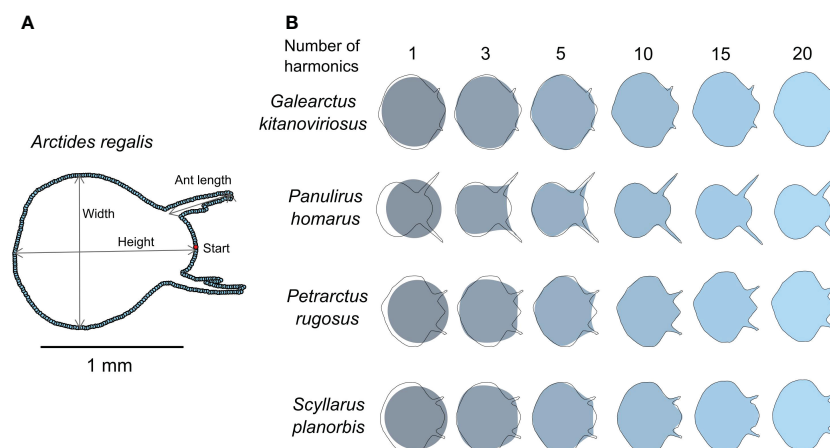 A
B
Number of
harmonics
1 3 5 10 15 20
Galearctus
kitanoviriosus
Arctides regalis
Ant length
Width
Height
Start
1 mm
Panulirus
homarus
Petrarctus
rugosus
Scyllarus
planorbis